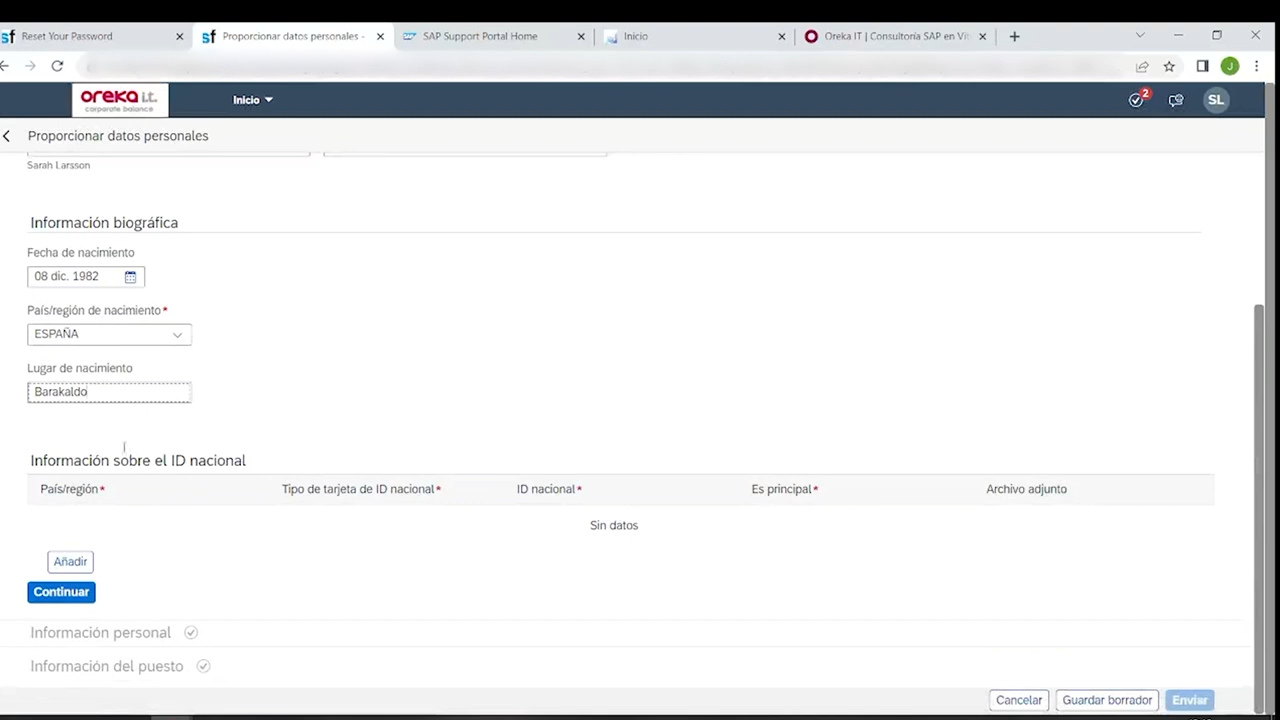 Reset Your Password
Proporcionar datos personales -
SAP Support Portal Home
Inicio
Oreka IT | Consultoría SAP en Vit
J
oreka i.t.
corporate balance
Inicio
2
SL
Proporcionar datos personales
Sarah Larsson
Información biográfica
Fecha de nacimiento
08 dic. 1982
País/región de nacimiento*
ESPAÑA
Lugar de nacimiento
Barakaldo
Información sobre el ID nacional
País/región* Tipo de tarjeta de ID nacional* ID nacional* Es principal* Archivo adjunto
Sin datos
Añadir
Continuar
Información personal
Información del puesto
Cancelar Guardar borrador Enviar